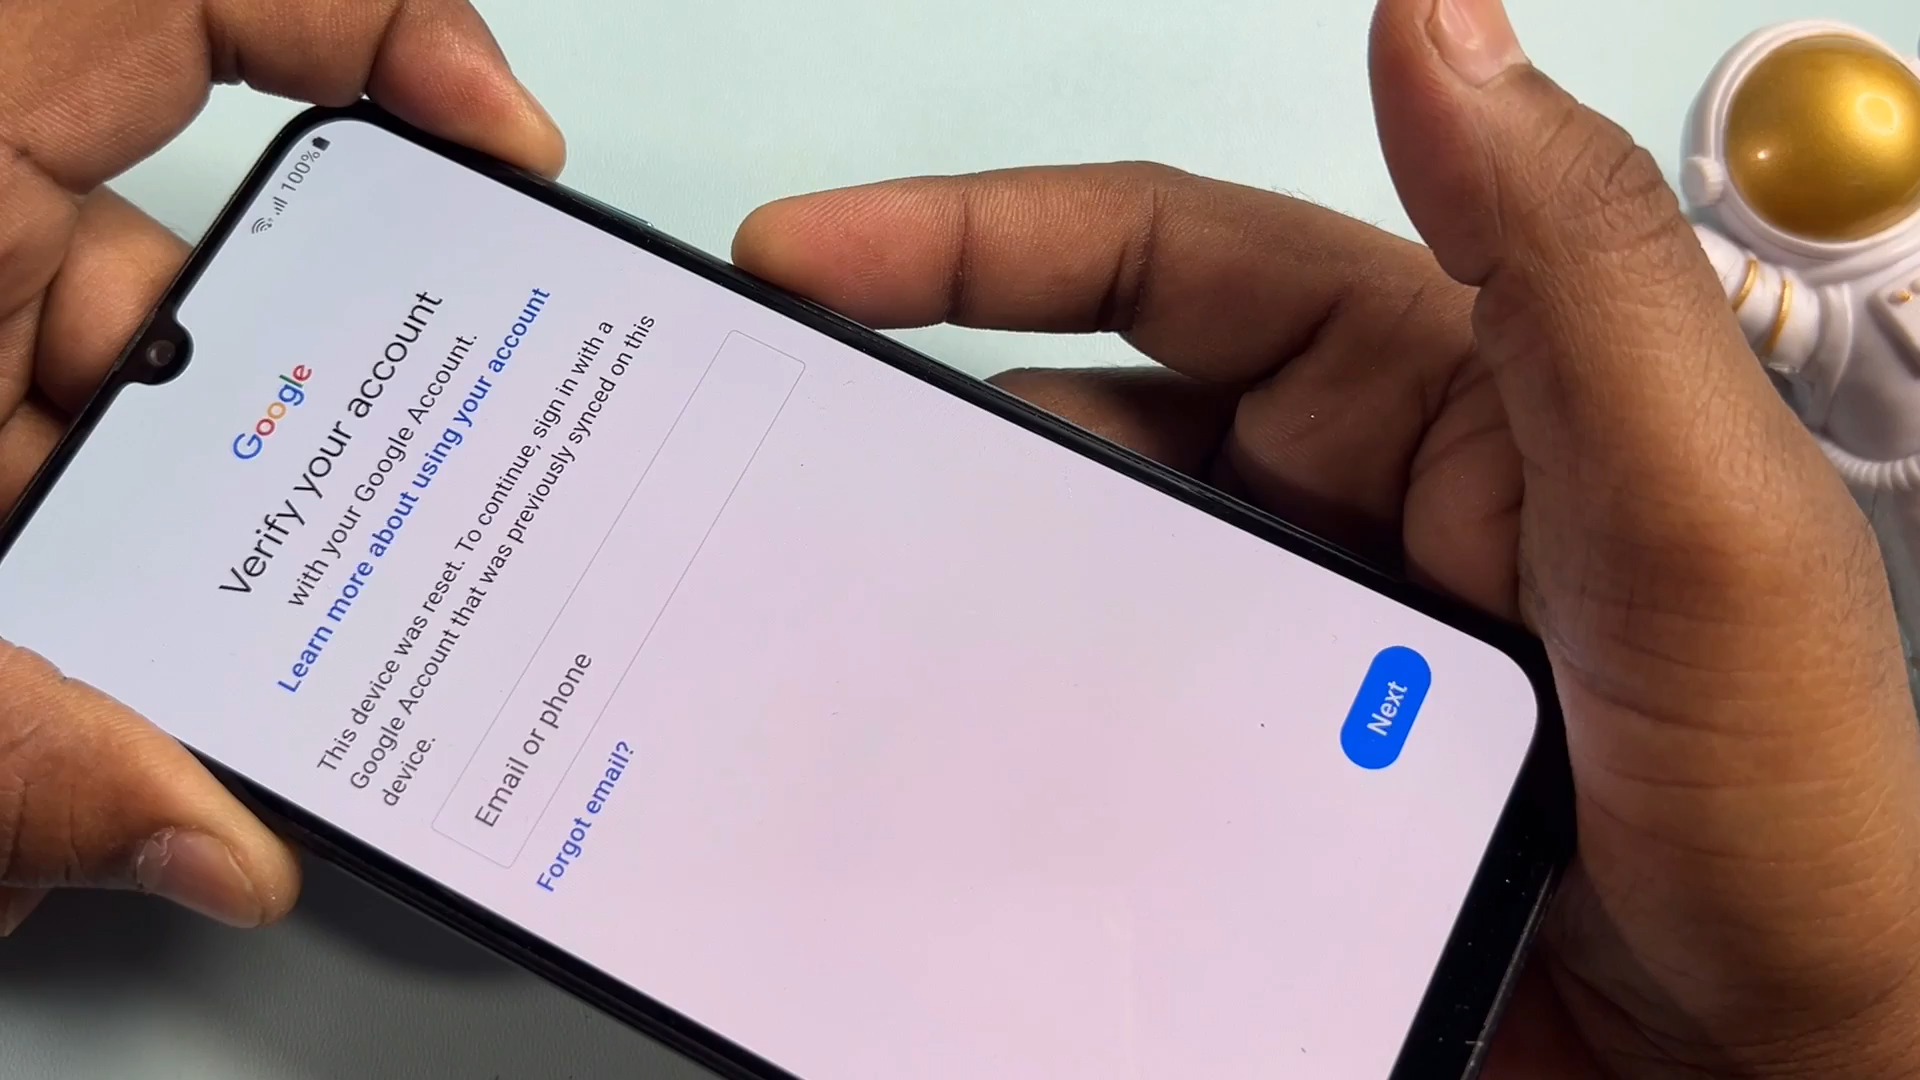 100%
Google
Verify your account
with your Google Account.
Learn more about using your account
This device was reset. To continue, sign in with a
Google Account that was previously synced on this
device.
Email or phone
Forgot email?
Next